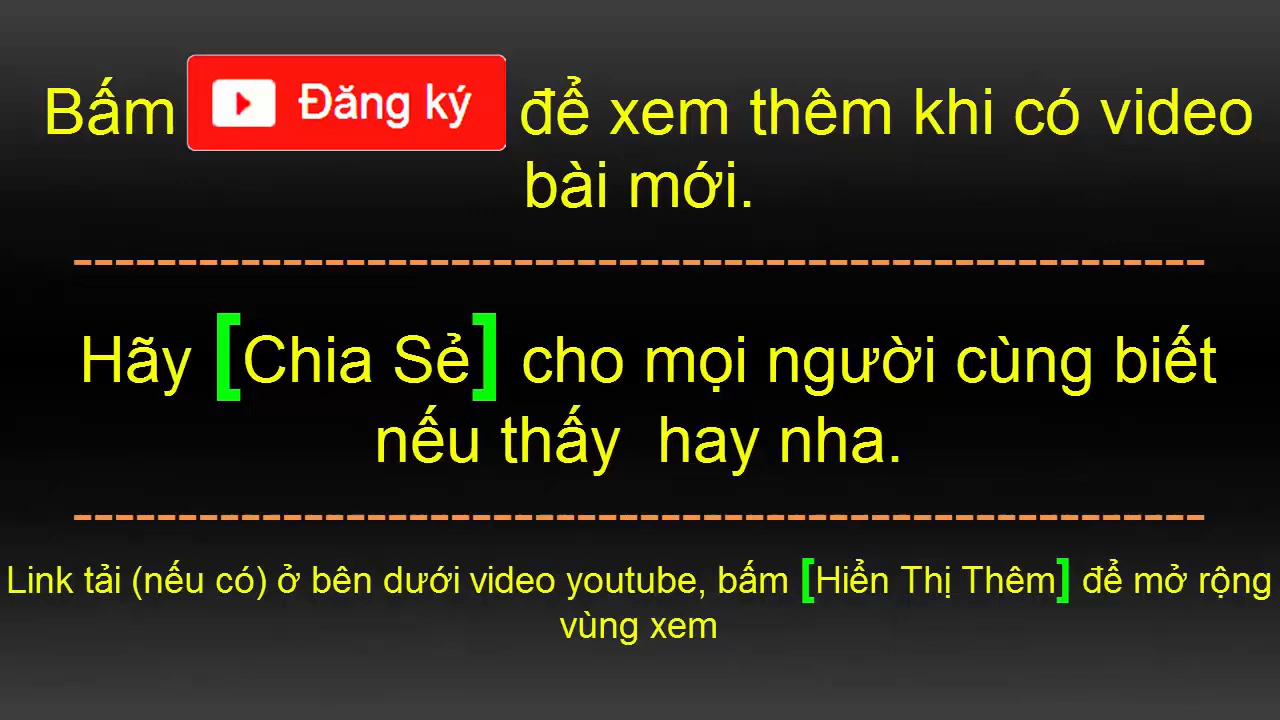 Bấm Đăng ký để xem thêm khi có video
bài mới.
------------------------------------------------------
Hãy [Chia Sẻ] cho mọi người cùng biết
nếu thấy  hay nha.
------------------------------------------------------
Link tải (nếu có) ở bên dưới video youtube, bấm [Hiển Thị Thêm] để mở rộng
vùng xem